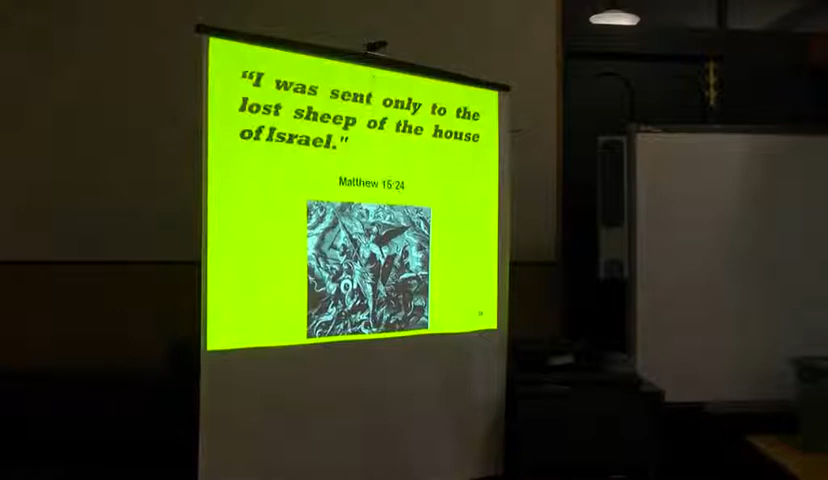 “I was sent only to the
lost sheep of the house
of Israel.”
Matthew 15:24